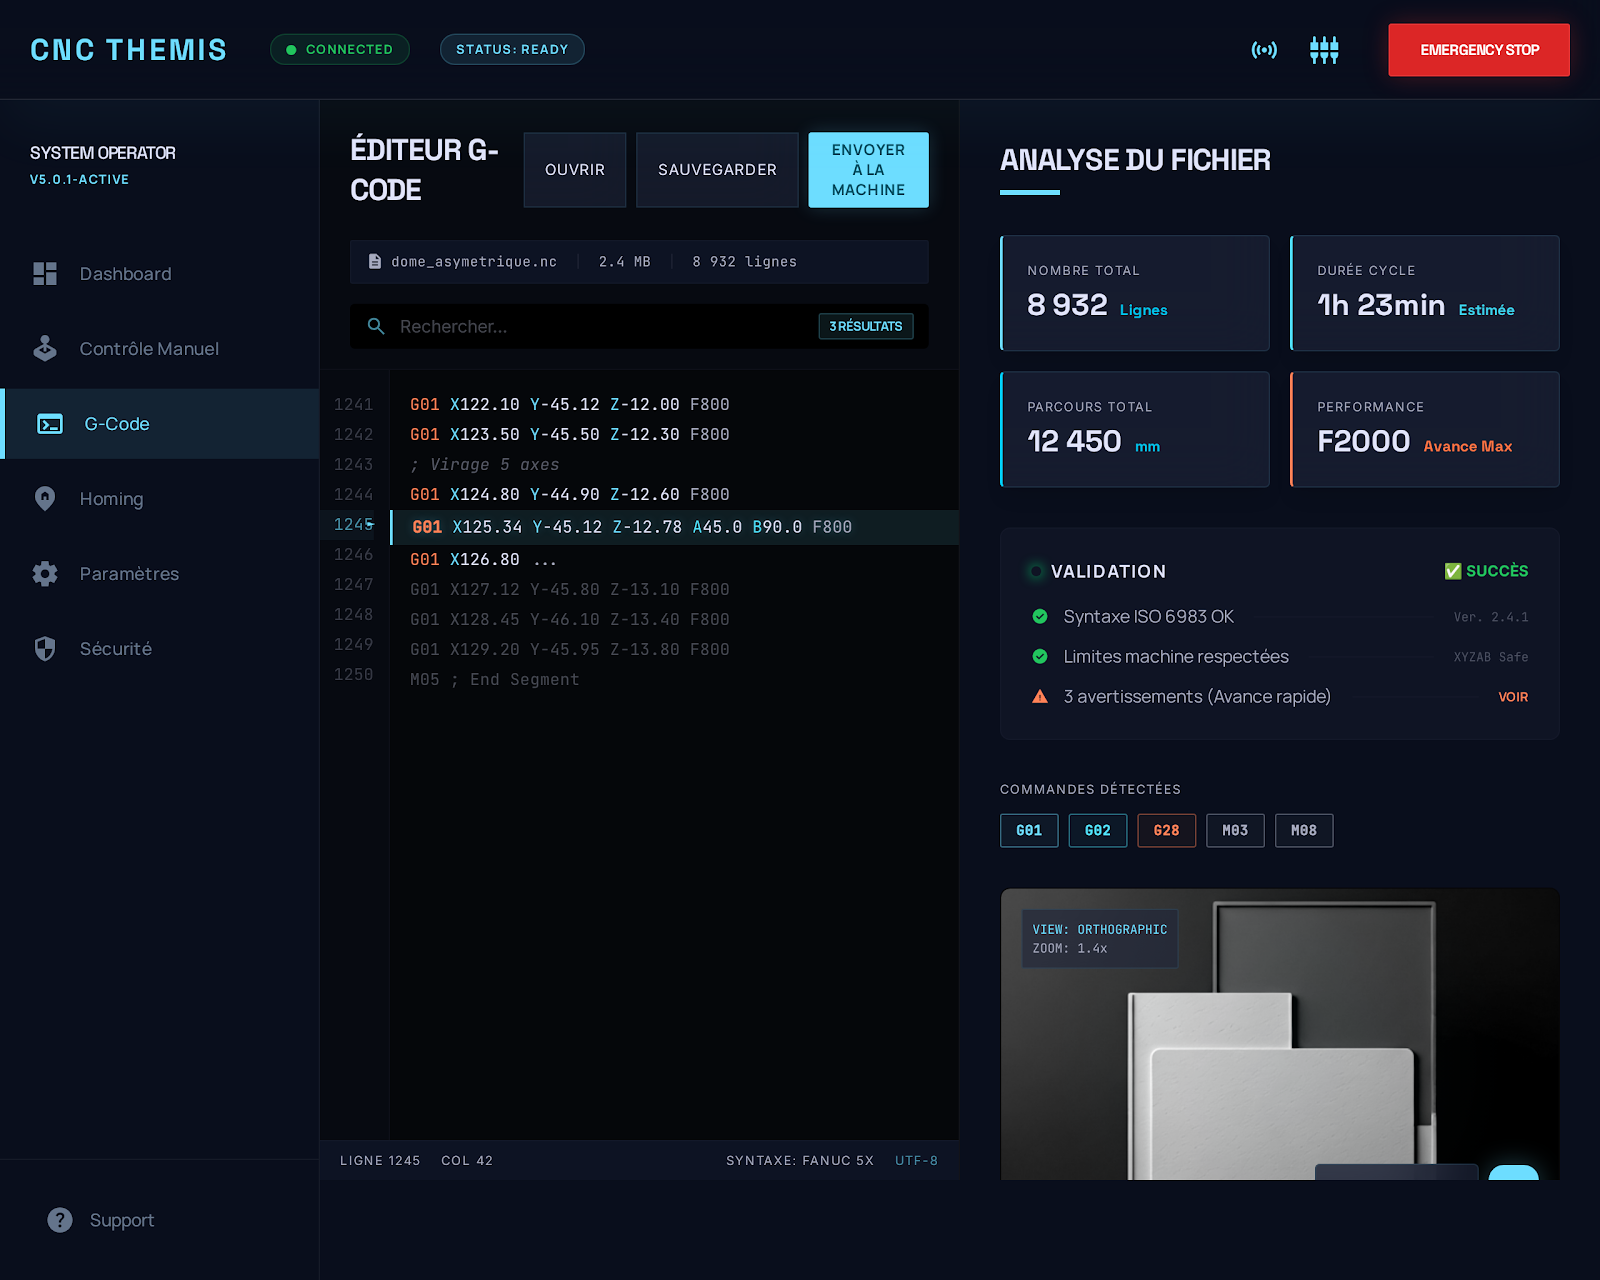 CNC THEMIS
CONNECTED
STATUS: READY
EMERGENCY STOP
SYSTEM OPERATOR
V5.0.1-ACTIVE
Dashboard
Contrôle Manuel
G-Code
Homing
Paramètres
Sécurité
Support
ÉDITEUR G-
CODE
OUVRIR
SAUVEGARDER
ENVOYER
À LA
MACHINE
dome_asymetrique.nc
2.4 MB
8 932 lignes
Rechercher...
3 RÉSULTATS
1241 G01 X122.10 Y-45.12 Z-12.00 F800
1242 G01 X123.50 Y-45.50 Z-12.30 F800
1243 ; Virage 5 axes
1244 G01 X124.80 Y-44.90 Z-12.60 F800
1245 G01 X125.34 Y-45.12 Z-12.78 A45.0 B90.0 F800
1246 G01 X126.80 ...
1247 G01 X127.12 Y-45.80 Z-13.10 F800
1248 G01 X128.45 Y-46.10 Z-13.40 F800
1249 G01 X129.20 Y-45.95 Z-13.80 F800
1250 M05 ; End Segment
LIGNE 1245
COL 42
SYNTAXE: FANUC 5X
UTF-8
ANALYSE DU FICHIER
NOMBRE TOTAL
8 932 Lignes
DURÉE CYCLE
1h 23min Estimée
PARCOURS TOTAL
12 450 mm
PERFORMANCE
F2000 Avance Max
VALIDATION
✅ SUCCÈS
Syntaxe ISO 6983 OK
Ver. 2.4.1
Limites machine respectées
XYZAB Safe
3 avertissements (Avance rapide)
VOIR
COMMANDES DÉTECTÉES
G01
G02
G28
M03
M08
VIEW: ORTHOGRAPHIC
ZOOM: 1.4x